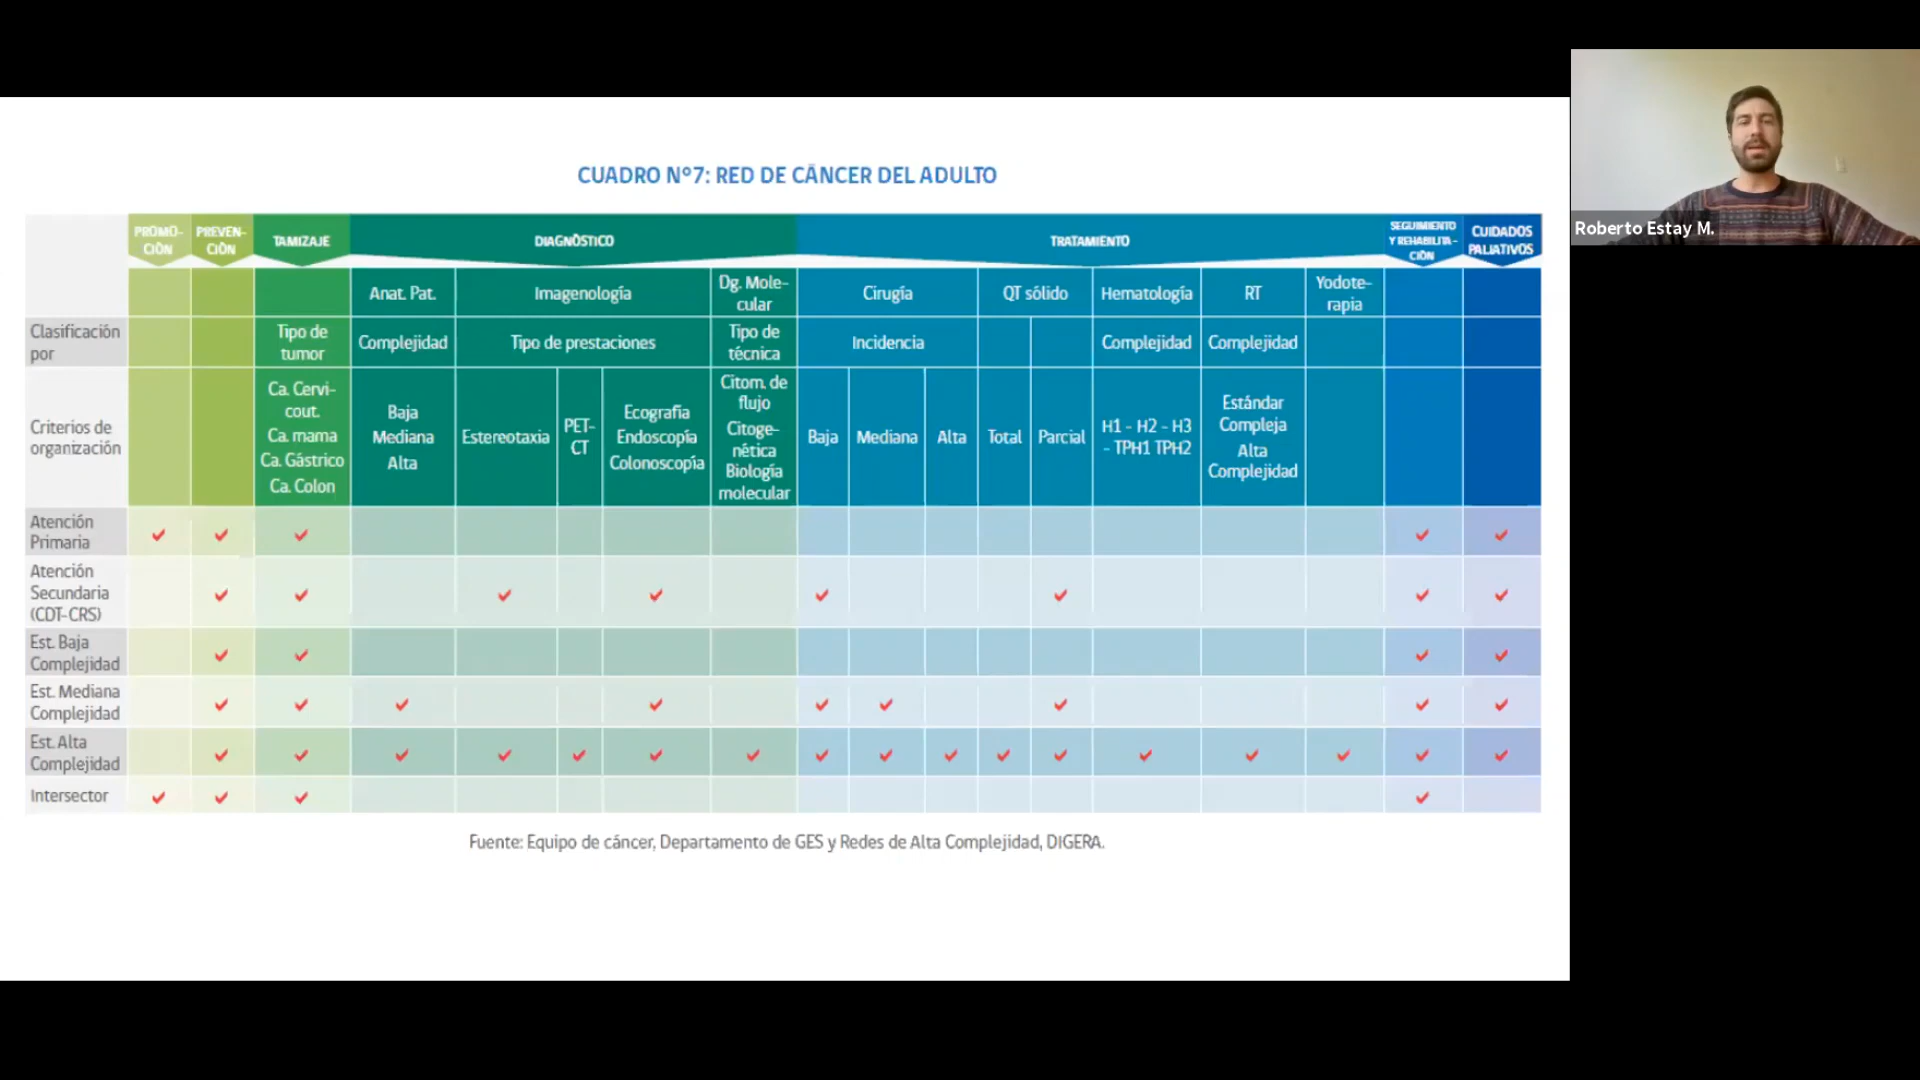 CUADRO N°7: RED DE CÁNCER DEL ADULTO
PROMO-
CIÓN
PREVEN-
CIÓN
TAMIZAJE
DIAGNÓSTICO
TRATAMIENTO
SEGUIMIENTO
Y REHABILITA-
CIÓN
CUIDADOS
PALIATIVOS
Anat. Pat.
Imagenología
Dg. Mole-
cular
Cirugía
QT sólido
Hematología
RT
Yodote-
rapia
Clasificación
por
Tipo de
tumor
Complejidad
Tipo de prestaciones
Tipo de
técnica
Incidencia
Complejidad
Complejidad
Criterios de
organización
Ca. Cervi-
cout.
Ca. mama
Ca. Gástrico
Ca. Colon
Baja
Mediana
Alta
Estereotaxia
PET-
CT
Ecografía
Endoscopía
Colonoscopía
Citom. de
flujo
Citoge-
nética
Biología
molecular
Baja
Mediana
Alta
Total
Parcial
H1 - H2 - H3
- TPH1 TPH2
Estándar
Compleja
Alta
Complejidad
Atención
Primaria
Atención
Secundaria
(CDT-CRS)
Est. Baja
Complejidad
Est. Mediana
Complejidad
Est. Alta
Complejidad
Intersector
Fuente: Equipo de cáncer, Departamento de GES y Redes de Alta Complejidad, DIGERA.
Roberto Estay M.